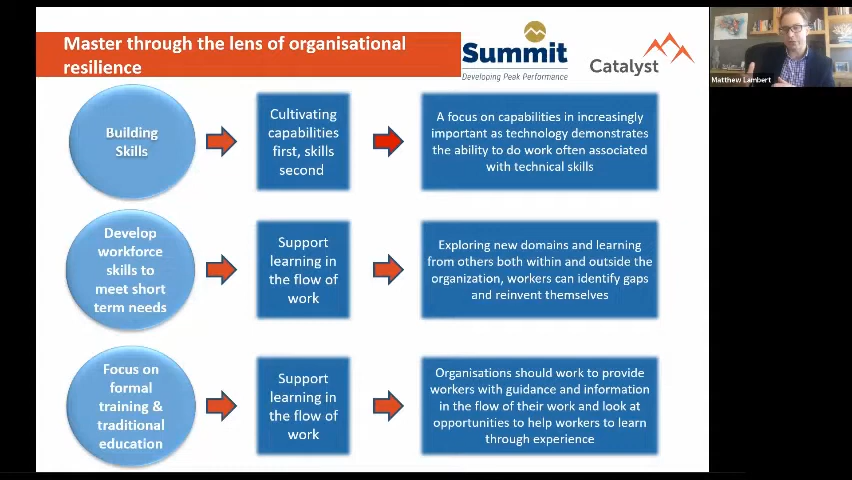 Master through the lens of organisational
resilience
Summit
Developing Peak Performance
Catalyst
Matthew Lambert
Building
Skills
Cultivating
capabilities
first, skills
second
A focus on capabilities in increasingly
important as technology demonstrates
the ability to do work often associated
with technical skills
Develop
workforce
skills to
meet short
term needs
Support
learning in
the flow of
work
Exploring new domains and learning
from others both within and outside the
organization, workers can identify gaps
and reinvent themselves
Focus on
formal
training &
traditional
education
Support
learning in
the flow of
work
Organisations should work to provide
workers with guidance and information
in the flow of their work and look at
opportunities to help workers to learn
through experience